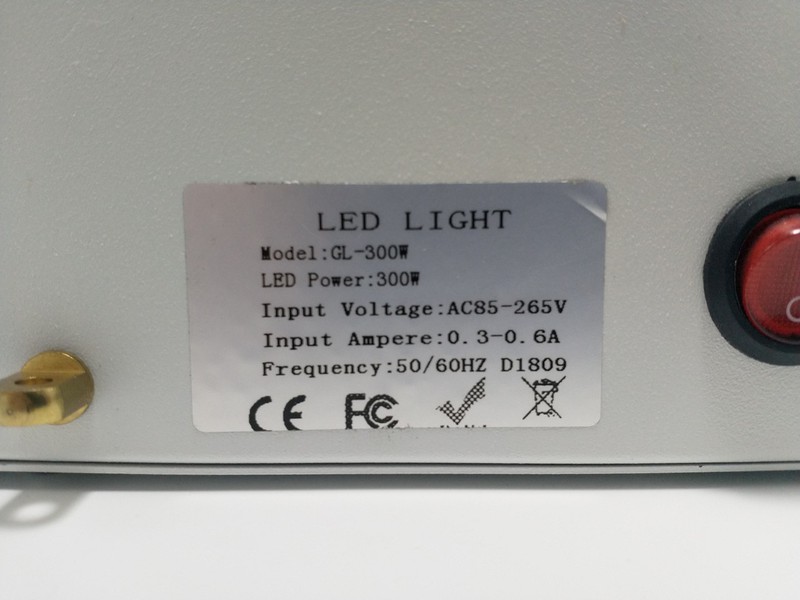 LED LIGHT
Model:GL-300W
LED Power:300W
Input Voltage:AC85-265V
Input Ampere:0.3-0.6A
Frequency:50/60HZ D1809
CE FC